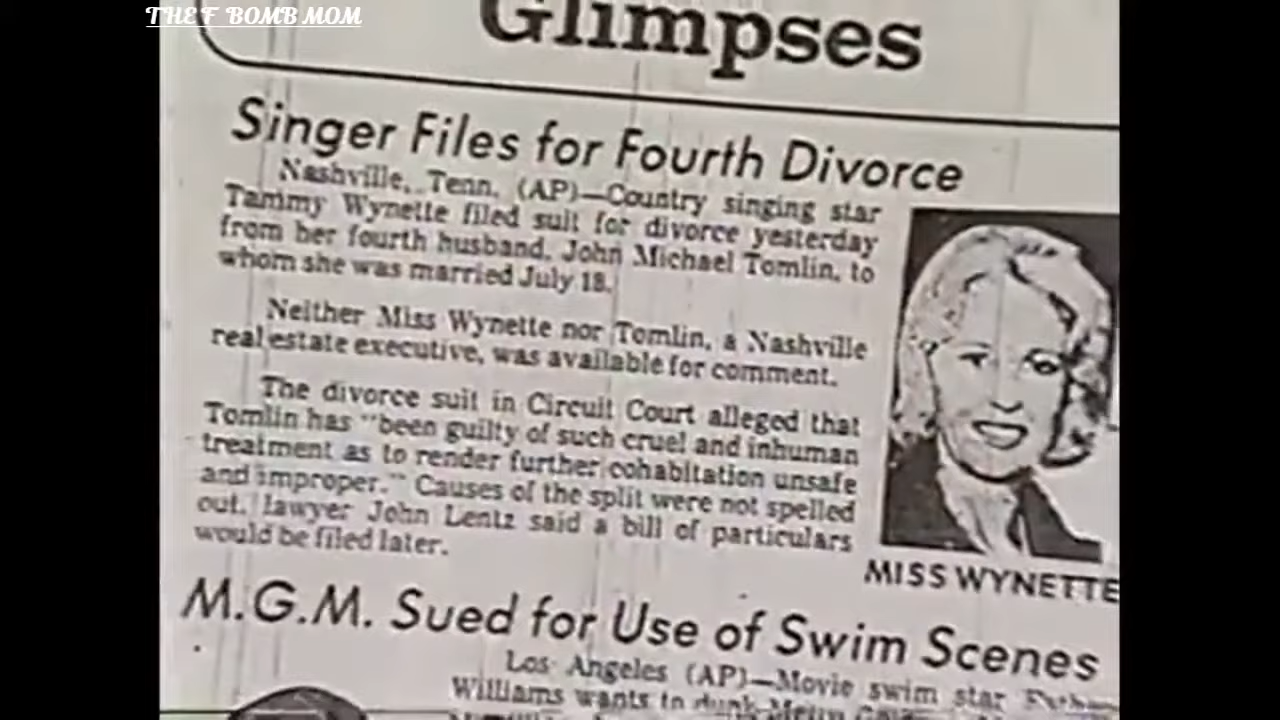 THE F BOMB MOM
Glimpses
Singer Files for Fourth Divorce
Nashville, Tenn. (AP)—Country singing star
Tammy Wynette filed suit for divorce yesterday
from her fourth husband, John Michael Tomlin, to
whom she was married July 18.
Neither Miss Wynette nor Tomlin, a Nashville
real estate executive, was available for comment.
The divorce suit in Circuit Court alleged that
Tomlin has "been guilty of such cruel and inhuman
treatment as to render further cohabitation unsafe
and improper." Causes of the split were not spelled
out. lawyer John Lentz said a bill of particulars
would be filed later.
MISS WYNETTE
M.G.M. Sued for Use of Swim Scenes
Los Angeles (AP)—Movie swim star
Williams wants to dunk